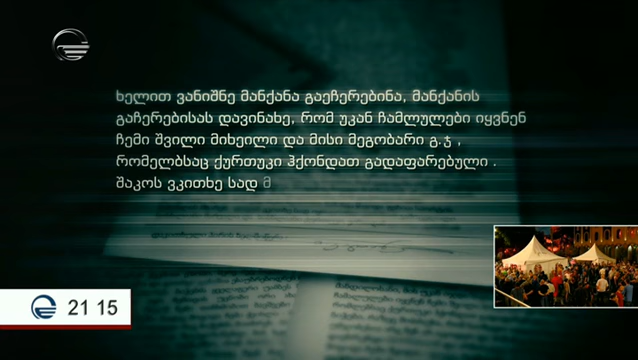 ხელით ვანიშნე მანქანა გაეჩერებინა, მანქანის
გაჩერებისას დავინახე, რომ უკან ჩამლულები იყვნენ
ჩემი შვილი მიხეილი და მისი მეგობარი გ.ჯ ,
რომელბსაც ქურთუკი ჰქონდათ გადაფარებული .
შაკოს ვკითხე სად მ
21 15